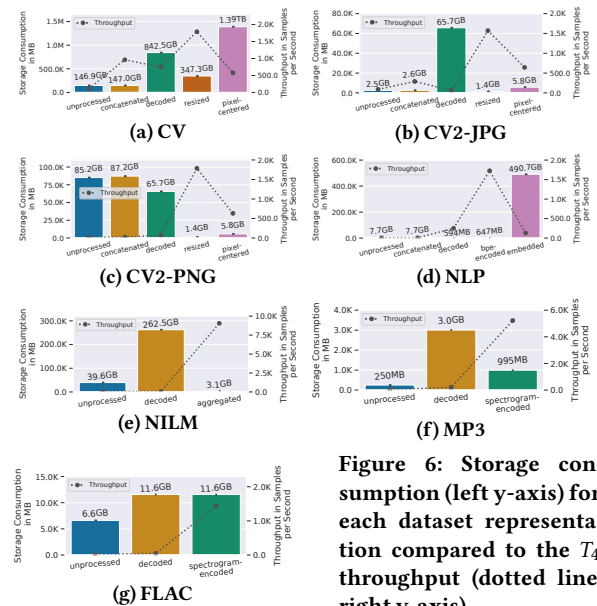 Storage Consumption
in MB
1.5M
1.0M
500.0K
0.0
Throughput
146.9GB
147.0GB
842.5GB
347.3GB
1.39TB
2.0K
1.5K
1.0K
500.0
0.0
Throughput in Samples
per Second
unprocessed
concatenated
decoded
resized
pixel-
centered
(a) CV
Storage Consumption
in MB
80.0K
60.0K
40.0K
20.0K
0.0
Throughput
2.5GB
2.6GB
65.7GB
1.4GB
5.8GB
2.0K
1.5K
1.0K
500.0
0.0
Throughput in Samples
per Second
unprocessed
concatenated
decoded
resized
pixel-
centered
(b) CV2-JPG
Storage Consumption
in MB
100.0K
75.0K
50.0K
25.0K
0.0
85.2GB
87.2GB
65.7GB
1.4GB
5.8GB
Throughput
2.0K
1.5K
1.0K
500.0
0.0
Throughput in Samples
per Second
unprocessed
concatenated
decoded
resized
pixel-
centered
(c) CV2-PNG
Storage Consumption
in MB
600.0K
400.0K
200.0K
0.0
Throughput
7.7GB
7.7GB
594MB
647MB
490.7GB
2.0K
1.5K
1.0K
500.0
0.0
Throughput in Samples
per Second
unprocessed
concatenated
decoded
bpe-
encoded
embedded
(d) NLP
Storage Consumption
in MB
300.0K
200.0K
100.0K
0.0
Throughput
39.6GB
262.5GB
3.1GB
10.0K
7.5K
5.0K
2.5K
0.0
Throughput in Samples
per Second
unprocessed
decoded
aggregated
(e) NILM
Storage Consumption
in MB
4.0K
3.0K
2.0K
1.0K
0.0
Throughput
250MB
3.0GB
995MB
6.0K
4.0K
2.0K
0.0
Throughput in Samples
per Second
unprocessed
decoded
spectrogram-
encoded
(f) MP3
Storage Consumption
in MB
15.0K
10.0K
5.0K
0.0
Throughput
6.6GB
11.6GB
11.6GB
2.0K
1.0K
0.0
Throughput in Samples
per Second
unprocessed
decoded
spectrogram-
encoded
(g) FLAC
Figure 6: Storage con-
sumption (left y-axis) for
each dataset representa-
tion compared to the T4
throughput (dotted line